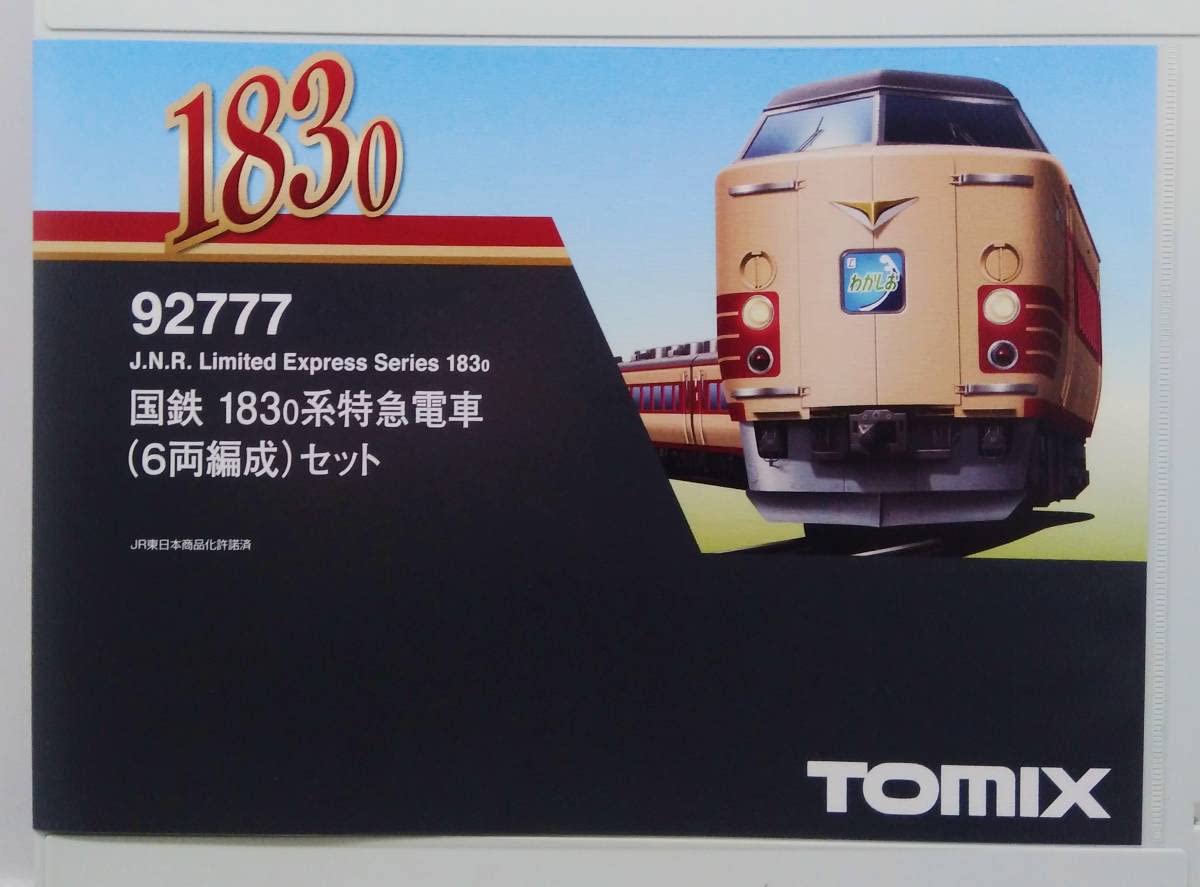 1830
92777
J.N.R. Limited Express Series 1830
国鉄 1830系特急電車
(6両編成)セット
JR東日本商品化許諾済
L
わかしお
TOMIX